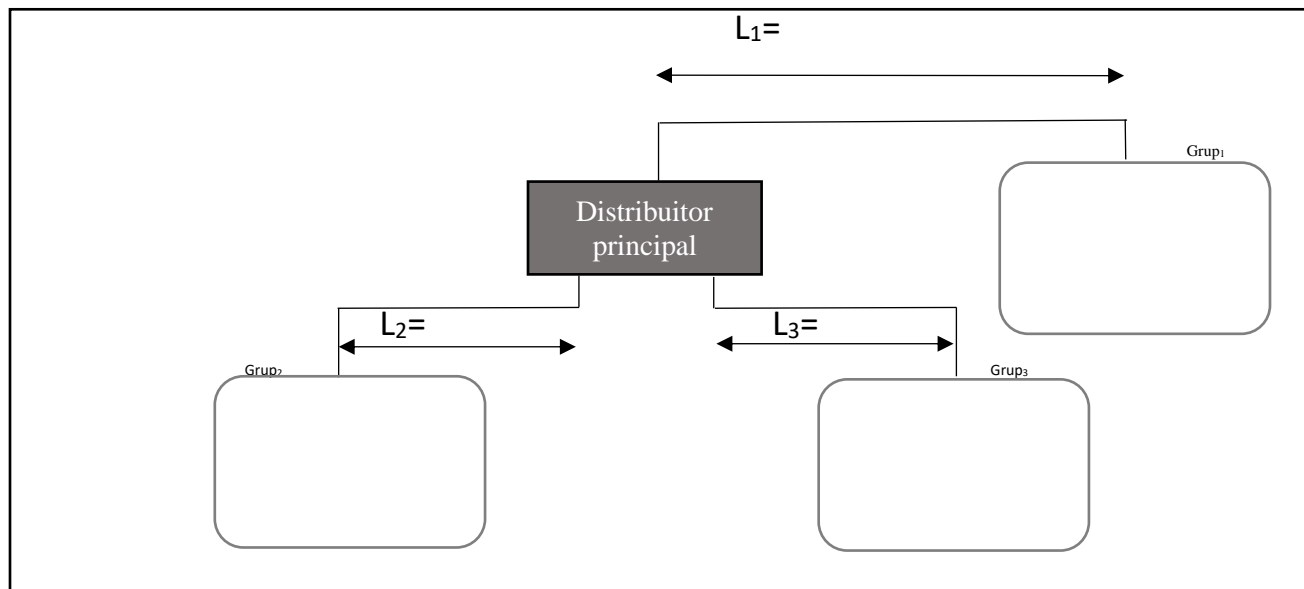 L₁=
Grup₁
Distribuitor
principal
L₂=
L₃=
Grup₂
Grup₃